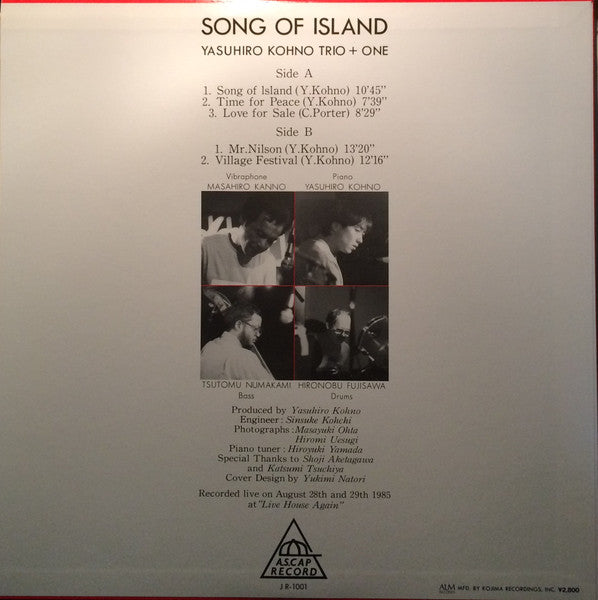 SONG OF ISLAND
YASUHIRO KOHNO TRIO + ONE
Side A
1. Song of Island (Y.Kohno) 10'45"
2. Time for Peace (Y.Kohno) 7'39"
3. Love for Sale (C.Porter) 8'29"
Side B
1. Mr.Nilson (Y.Kohno) 13'20"
2. Village Festival (Y.Kohno) 12'16"
Vibraphone Piano
MASAHIRO KANNO YASUHIRO KOHNO
TSUTOMU NUMAKAMI HIRONOBU FUJISAWA
Bass Drums
Produced by Yasuhiro Kohno
Engineer : Sinsuke Kohchi
Photographs : Masayuki Ohta
Hiromi Uesugi
Piano tuner : Hiroyuki Yamada
Special Thanks to Shoji Aketagawa
and Katsumi Tsuchiya
Cover Design by Yukimi Natori
Recorded live on August 28th and 29th 1985
at "Live House Again"
A.S.CAP
RECORD
JR-1001
ALM MFG. BY KOJIMA RECORDINGS, INC. ¥2,800